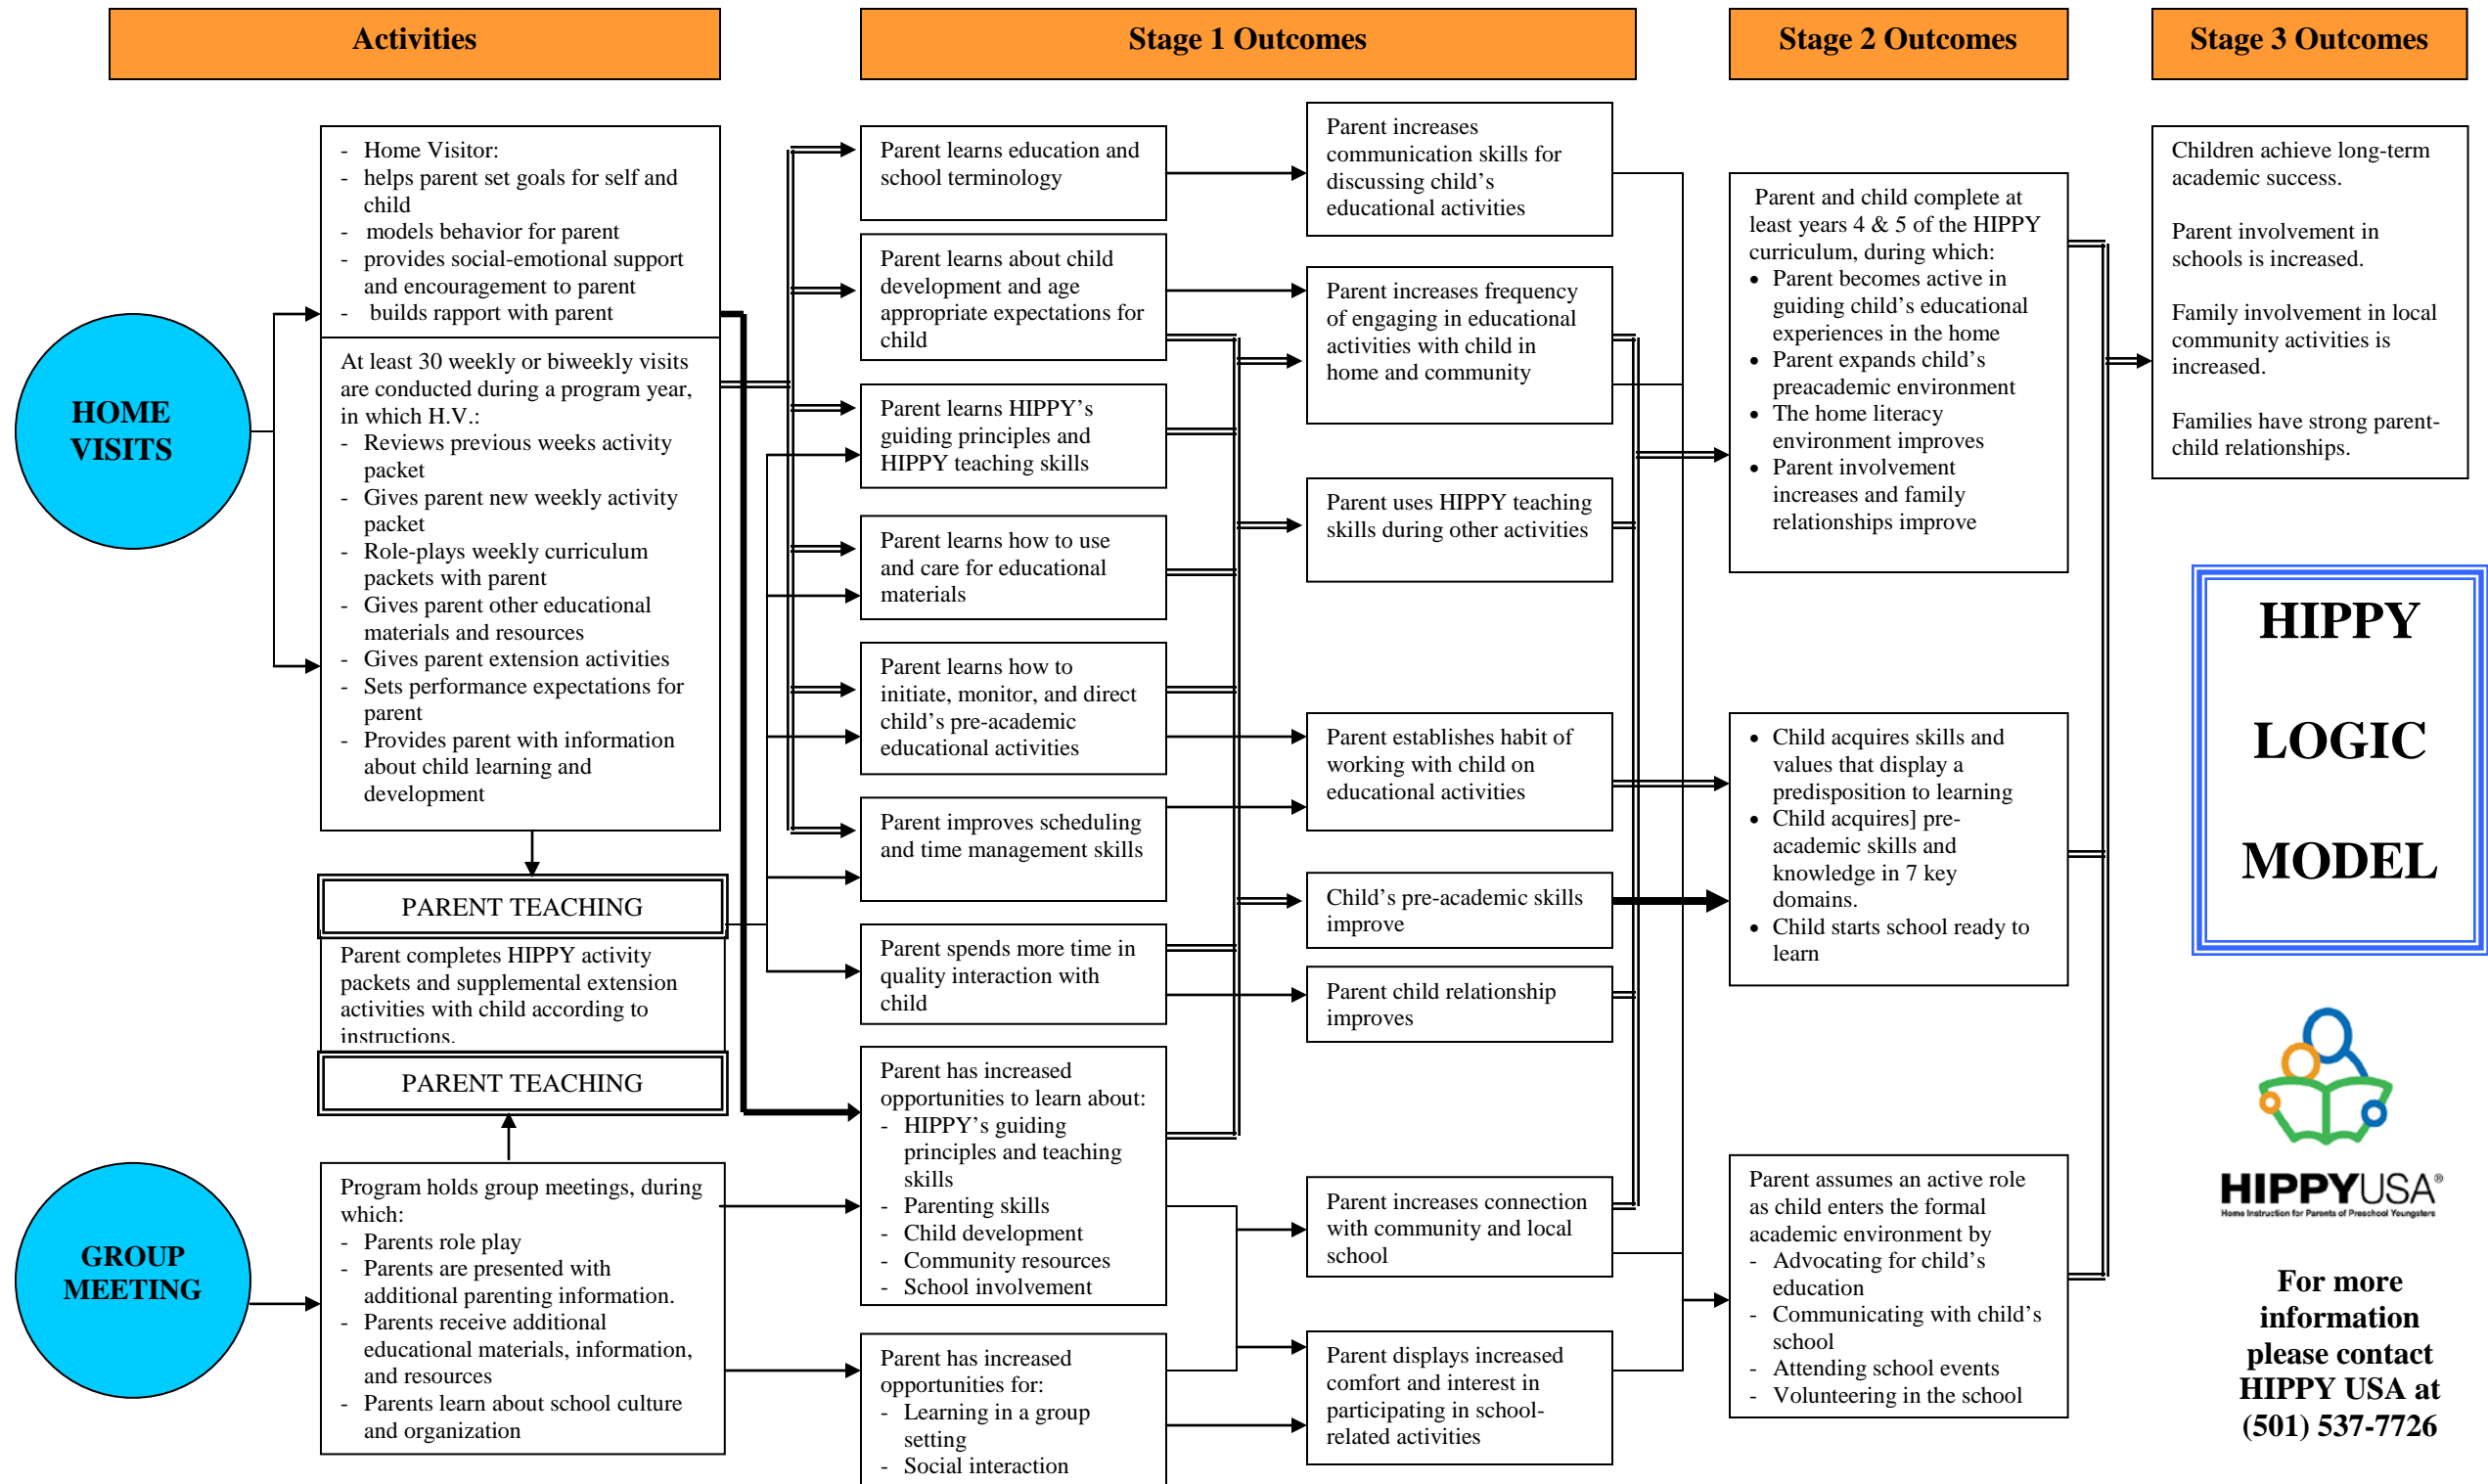 Activities
Stage 1 Outcomes
Stage 2 Outcomes
Stage 3 Outcomes
HOME
VISITS
- Home Visitor:
- helps parent set goals for self and
child
- models behavior for parent
- provides social-emotional support
and encouragement to parent
- builds rapport with parent
At least 30 weekly or biweekly visits
are conducted during a program year,
in which H.V.:
- Reviews previous weeks activity
packet
- Gives parent new weekly activity
packet
- Role-plays weekly curriculum
packets with parent
- Gives parent other educational
materials and resources
- Gives parent extension activities
- Sets performance expectations for
parent
- Provides parent with information
about child learning and
development
PARENT TEACHING
Parent completes HIPPY activity
packets and supplemental extension
activities with child according to
instructions.
PARENT TEACHING
GROUP
MEETING
Program holds group meetings, during
which:
- Parents role play
- Parents are presented with
additional parenting information.
- Parents receive additional
educational materials, information,
and resources
- Parents learn about school culture
and organization
Parent learns education and
school terminology
Parent learns about child
development and age
appropriate expectations for
child
Parent learns HIPPY’s
guiding principles and
HIPPY teaching skills
Parent learns how to use
and care for educational
materials
Parent learns how to
initiate, monitor, and direct
child’s pre-academic
educational activities
Parent improves scheduling
and time management skills
Parent spends more time in
quality interaction with
child
Parent has increased
opportunities to learn about:
- HIPPY’s guiding
principles and teaching
skills
- Parenting skills
- Child development
- Community resources
- School involvement
Parent has increased
opportunities for:
- Learning in a group
setting
- Social interaction
Parent increases
communication skills for
discussing child’s
educational activities
Parent increases frequency
of engaging in educational
activities with child in
home and community
Parent uses HIPPY teaching
skills during other activities
Parent establishes habit of
working with child on
educational activities
Child’s pre-academic skills
improve
Parent child relationship
improves
Parent increases connection
with community and local
school
Parent displays increased
comfort and interest in
participating in school-
related activities
Parent and child complete at
least years 4 & 5 of the HIPPY
curriculum, during which:
• Parent becomes active in
guiding child’s educational
experiences in the home
• Parent expands child’s
preacademic environment
• The home literacy
environment improves
• Parent involvement
increases and family
relationships improve
• Child acquires skills and
values that display a
predisposition to learning
• Child acquires] pre-
academic skills and
knowledge in 7 key
domains.
• Child starts school ready to
learn
Parent assumes an active role
as child enters the formal
academic environment by
- Advocating for child’s
education
- Communicating with child’s
school
- Attending school events
- Volunteering in the school
Children achieve long-term
academic success.
Parent involvement in
schools is increased.
Family involvement in local
community activities is
increased.
Families have strong parent-
child relationships.
HIPPY
LOGIC
MODEL
HIPPYUSA®
Home Instruction for Parents of Preschool Youngsters
For more
information
please contact
HIPPY USA at
(501) 537-7726